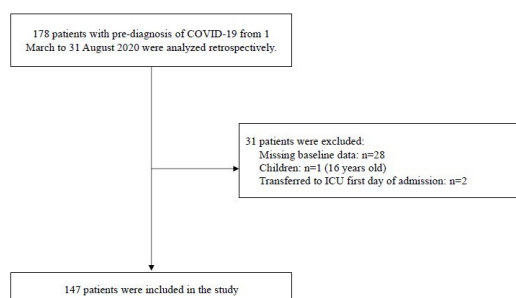 178 patients with pre-diagnosis of COVID-19 from 1
March to 31 August 2020 were analyzed retrospectively.
31 patients were excluded:
Missing baseline data: n=28
Children: n=1 (16 years old)
Transferred to ICU first day of admission: n=2
147 patients were included in the study